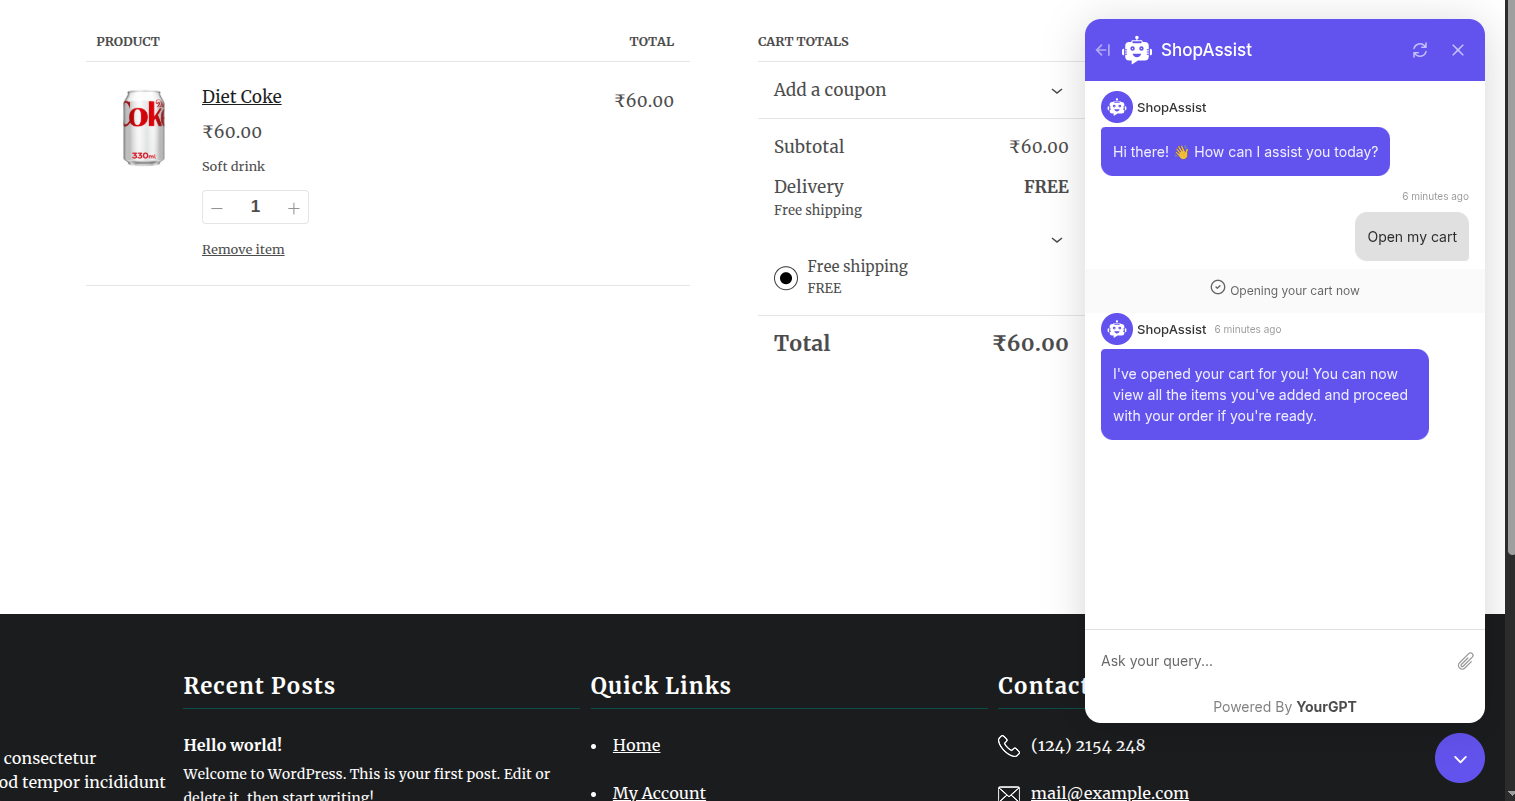 PRODUCT TOTAL
Diet Coke ₹60.00
₹60.00
Soft drink
330ml
1
Remove item
CART TOTALS
Add a coupon
Subtotal ₹60.00
Delivery FREE
Free shipping
Free shipping
FREE
Total ₹60.00
ShopAssist
ShopAssist
Hi there! 👋 How can I assist you today?
6 minutes ago
Open my cart
Opening your cart now
ShopAssist 6 minutes ago
I've opened your cart for you! You can now
view all the items you've added and proceed
with your order if you're ready.
Ask your query...
Powered By YourGPT
consectetur
od tempor incididunt
Recent Posts
Hello world!
Welcome to WordPress. This is your first post. Edit or
delete it, then start writing!
Quick Links
Home
My Account
Contact
(124) 2154 248
mail@example.com